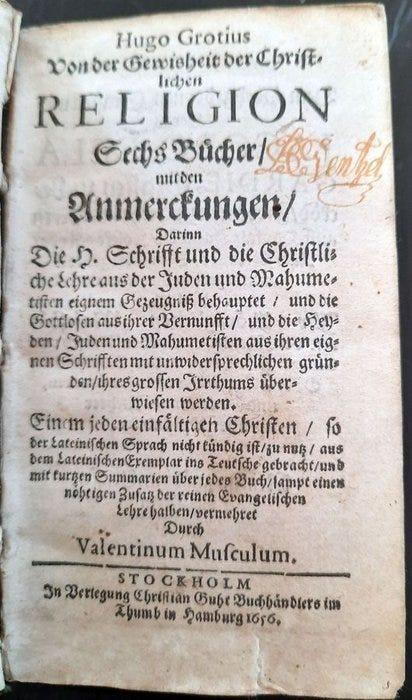 Hugo Grotius
Von der Gewisheit der Christ-
lichen
RELIGION
Sechs Bücher/
mit den
Anmerckungen/
Darinn
Die H. Schrifft und die Christli-
che Lehre aus der Juden und Mahume-
tisten eignem Gezeugniß behauptet / und die
Gottlosen aus ihrer Vernunfft / und die Hey-
den / Juden und Mahumetisten aus ihren eig-
nen Schrifften mit unwidersprechlichen grün-
den/ihres grossen Irrthums über-
wiesen werden.
Einem jeden einfältigen Christen / so
der Lateinischen Sprach nicht kündig ist/zu nutz / aus
dem Lateinischen Exemplar ins Teutsche gebracht/und
mit kurtzen Summarien über jedes Buch/sampt einen
nöhtigen Zusatz der reinen Evangelischen
Lehre halben/vermehret
Durch
Valentinum Musculum.
STOCKHOLM
In Verlegung Christian Guht Buchhändlers im
Thumb in Hamburg 1656.